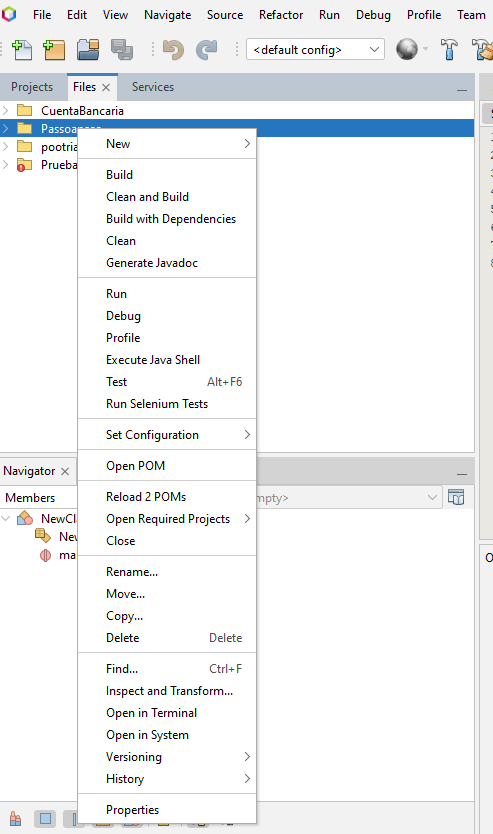 File Edit View Navigate Source Refactor Run Debug Profile Team
<default config>
Projects Files Services
CuentaBancaria
pootria
Prueba
New
Build
Clean and Build
Build with Dependencies
Clean
Generate Javadoc
Run
Debug
Profile
Execute Java Shell
Test Alt+F6
Run Selenium Tests
Set Configuration
Open POM
Navigator
Members mpty>
Reload 2 POMs
Open Required Projects
NewCl
Close
New
ma
Rename...
Move...
Copy...
Delete Delete
Find... Ctrl+F
Inspect and Transform...
Open in Terminal
Open in System
Versioning
History
Properties